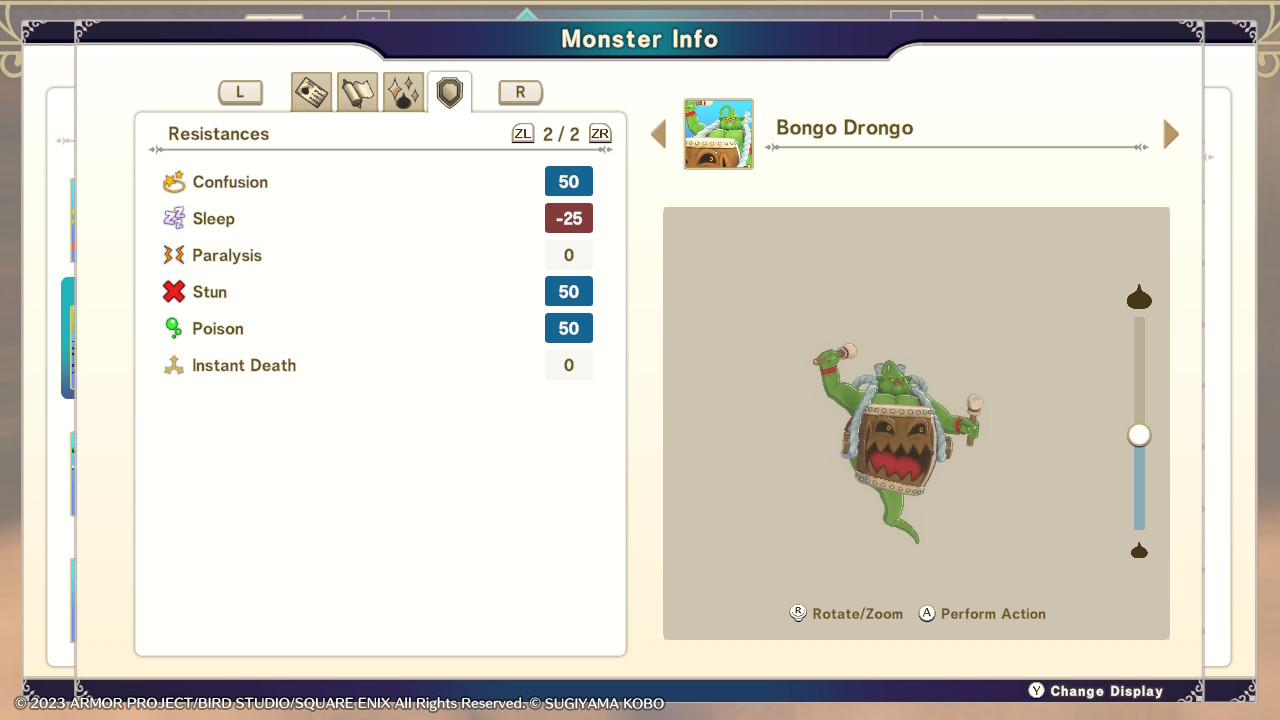 Monster Info
L
R
Resistances
ZL 2 / 2 ZR
Confusion 50
Sleep -25
Paralysis 0
Stun 50
Poison 50
Instant Death 0
Bongo Drongo
R Rotate/Zoom A Perform Action
Y Change Display
© 2023 ARMOR PROJECT/BIRD STUDIO/SQUARE ENIX All Rights Reserved. © SUGIYAMA KOBO